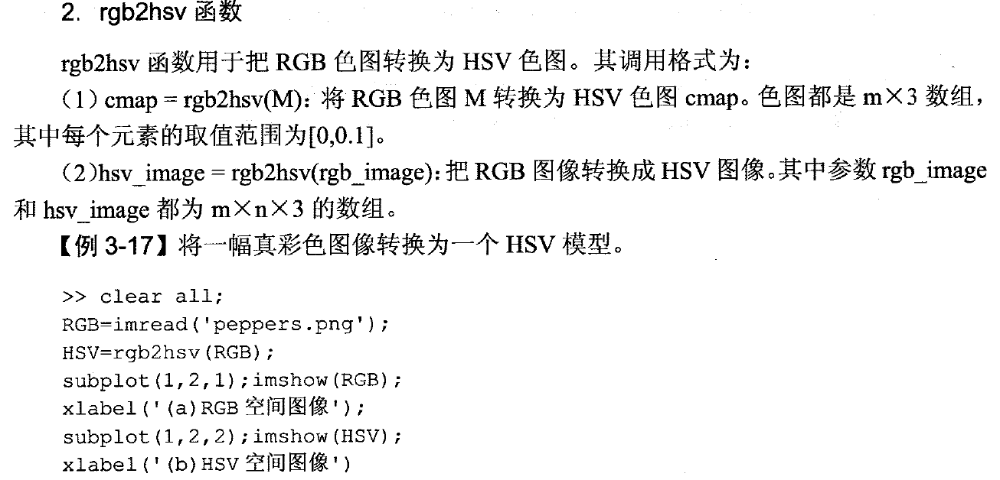 2. rgb2hsv 函数
rgb2hsv 函数用于把 RGB 色图转换为 HSV 色图。其调用格式为：
（1）cmap = rgb2hsv(M)：将 RGB 色图 M 转换为 HSV 色图 cmap。色图都是 m×3 数组，
其中每个元素的取值范围为[0,0.1]。
（2）hsv_image = rgb2hsv(rgb_image)：把 RGB 图像转换成 HSV 图像。其中参数 rgb_image
和 hsv_image 都为 m×n×3 的数组。
【例 3-17】将一幅真彩色图像转换为一个 HSV 模型。
>> clear all;
RGB=imread('peppers.png');
HSV=rgb2hsv(RGB);
subplot(1,2,1);imshow(RGB);
xlabel('(a)RGB 空间图像');
subplot(1,2,2);imshow(HSV);
xlabel('(b)HSV 空间图像')